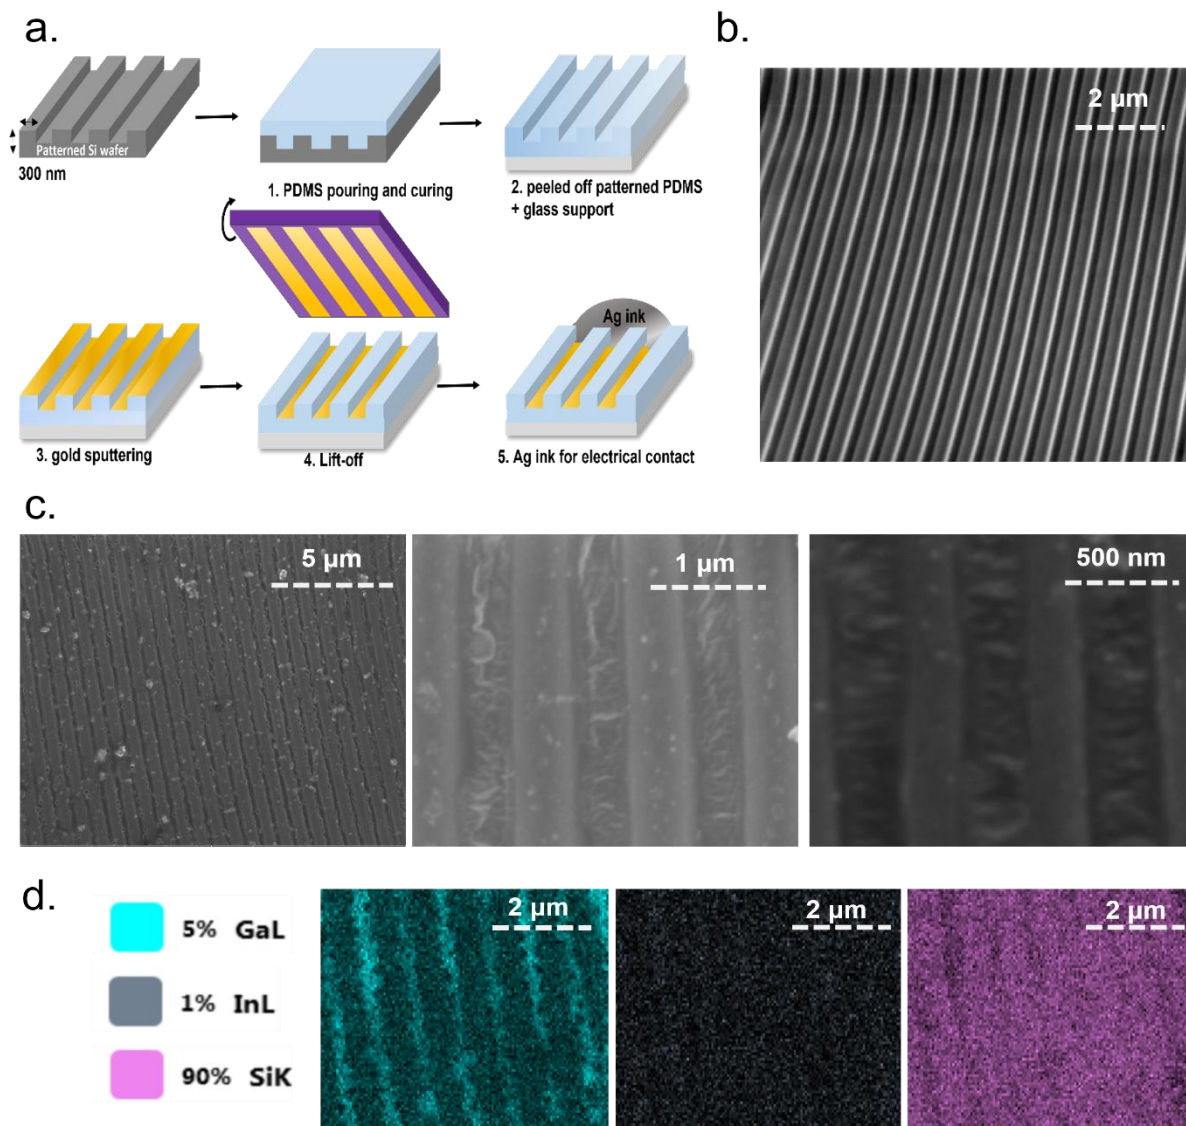 a.
b.
Patterned Si wafer
300 nm
1. PDMS pouring and curing
2. peeled off patterned PDMS
+ glass support
2 µm
Ag ink
3. gold sputtering
4. Lift-off
5. Ag ink for electrical contact
c.
5 µm
1 µm
500 nm
d.
5% GaL
1% InL
90% SiK
2 µm
2 µm
2 µm